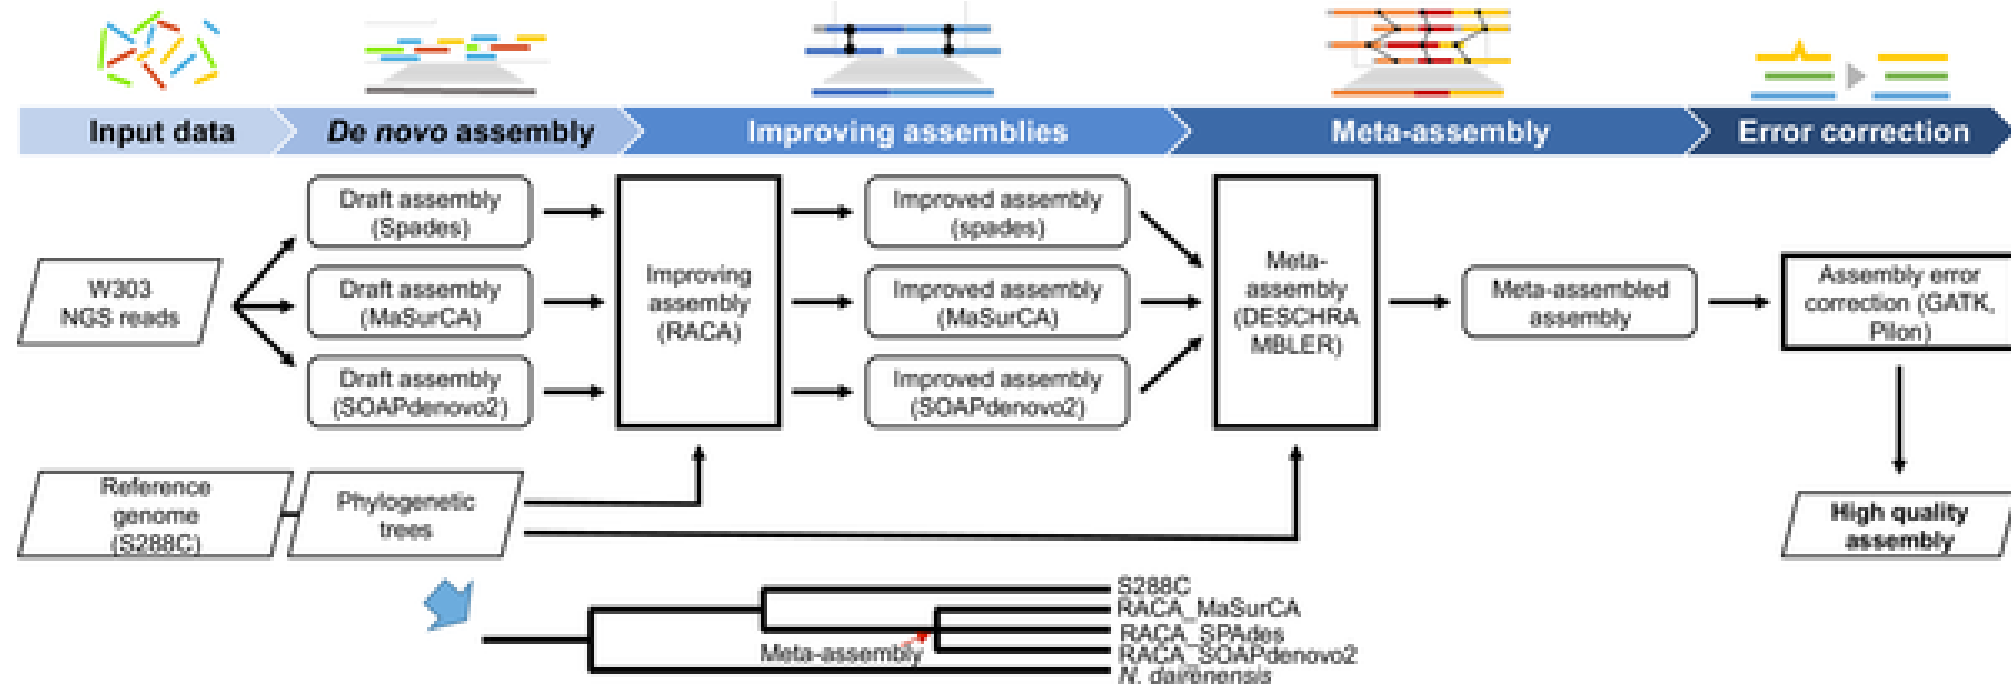 Input data
De novo assembly
Improving assemblies
Meta-assembly
Error correction
W303
NGS reads
Draft assembly
(Spades)
Draft assembly
(MaSurCA)
Draft assembly
(SOAPdenovo2)
Improving
assembly
(RACA)
Improved assembly
(spades)
Improved assembly
(MaSurCA)
Improved assembly
(SOAPdenovo2)
Meta-
assembly
(DESCHRA
MBLER)
Meta-assembled
assembly
Assembly error
correction (GATK,
Pilon)
Reference
genome
(S288C)
Phylogenetic
trees
High quality
assembly
S288C
RACA_MaSurCA
RACA_SPAdes
RACA_SOAPdenovo2
N. dairenensis
Meta-assembly